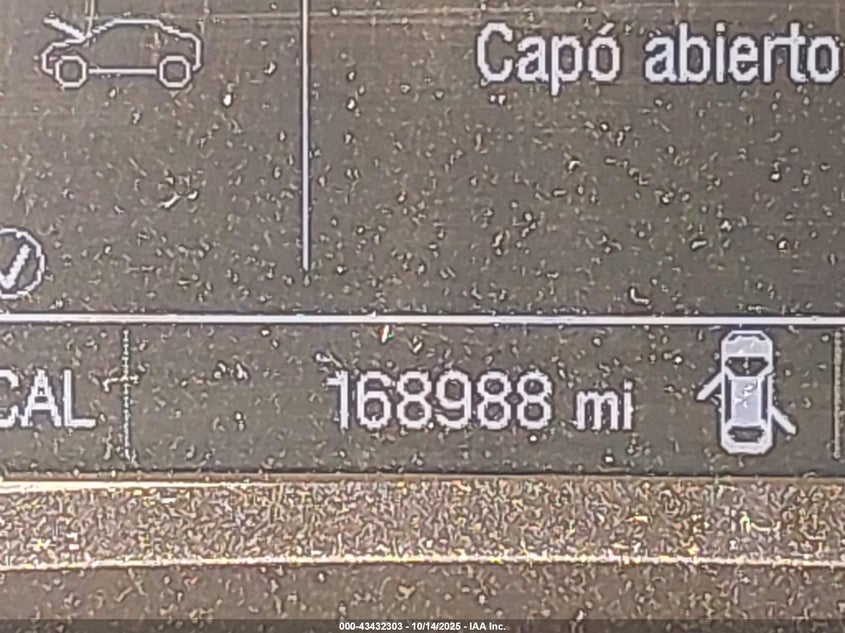 Capó abierto
CAL
168988 mi
000-43432303 - 10/14/2025 - IAA Inc.